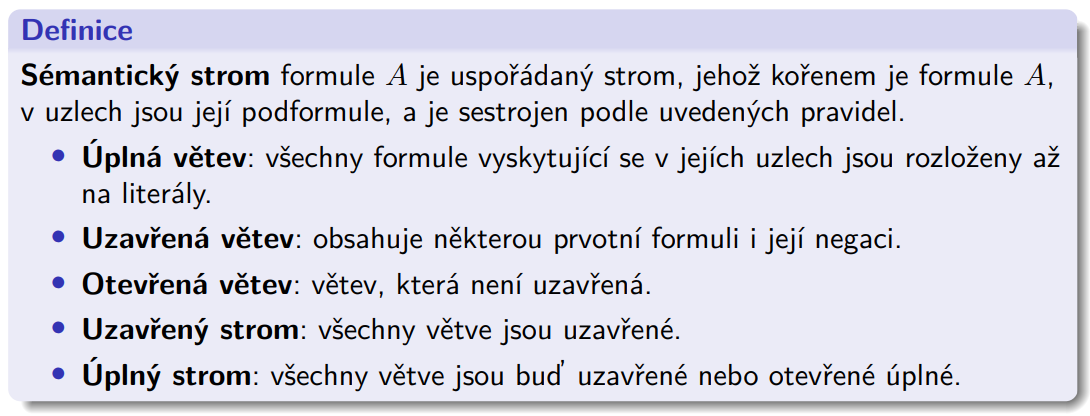 Definice
Sémantický strom formule A je uspořádaný strom, jehož kořenem je formule A,
v uzlech jsou její podformule, a je sestrojen podle uvedených pravidel.
• Úplná větev: všechny formule vyskytující se v jejích uzlech jsou rozloženy až
na literály.
• Uzavřená větev: obsahuje některou prvotní formuli i její negaci.
• Otevřená větev: větev, která není uzavřená.
• Uzavřený strom: všechny větve jsou uzavřené.
• Úplný strom: všechny větve jsou buď uzavřené nebo otevřené úplné.